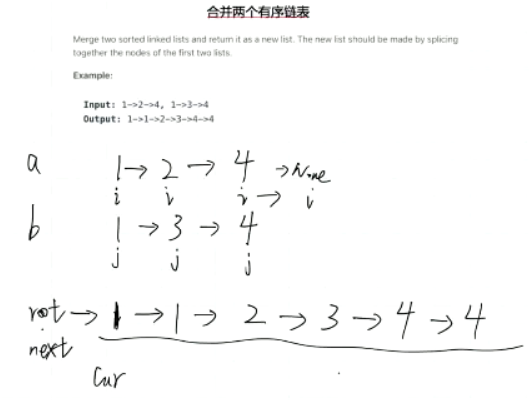 合并两个有序链表
Merge two sorted linked lists and return it as a new list. The new list should be made by splicing
together the nodes of the first two lists.
Example:
Input: 1->2->4, 1->3->4
Output: 1->1->2->3->4->4
a 1 → 2 → 4 → None
i i i → i
b 1 → 3 → 4
j j j
root → 1 → 1 → 2 → 3 → 4 → 4
next
Cur